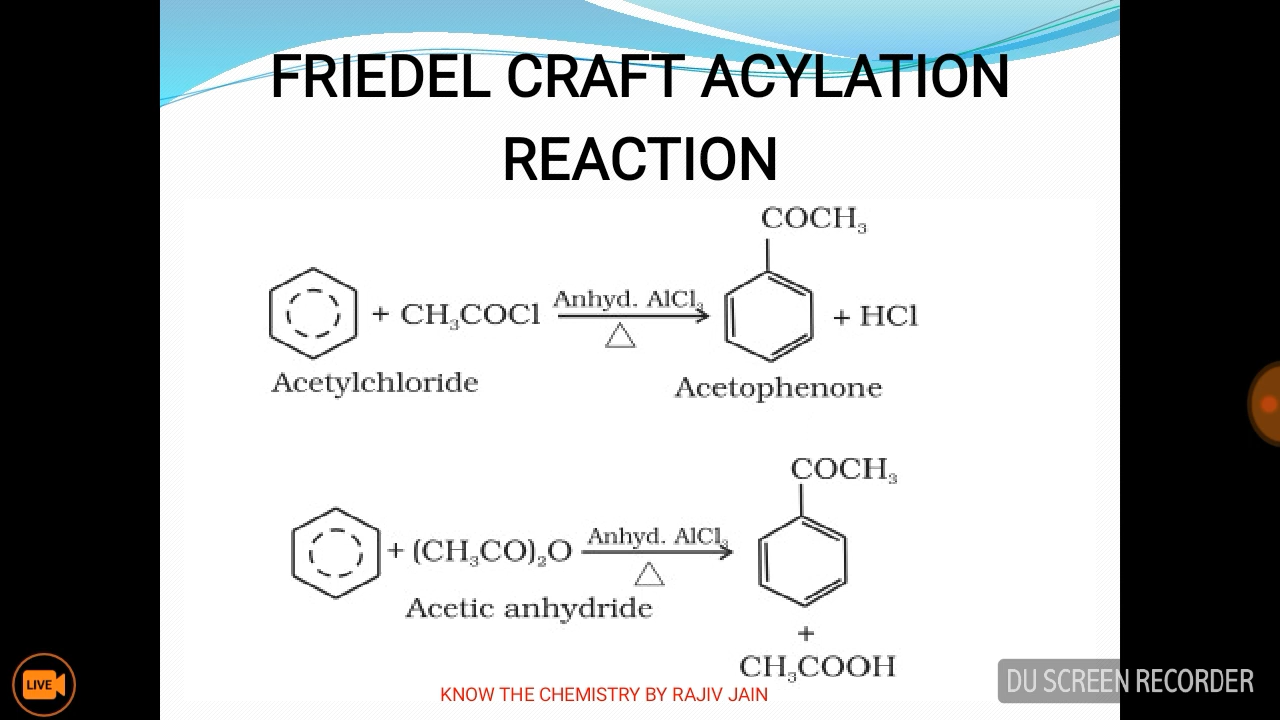 FRIEDEL CRAFT ACYLATION
REACTION
COCH₃
+ CH₃COCl
Anhyd. AlCl₃
△
+ HCl
Acetylchloride
Acetophenone
COCH₃
+ (CH₃CO)₂O
Anhyd. AlCl₃
△
Acetic anhydride
+
CH₃COOH
KNOW THE CHEMISTRY BY RAJIV JAIN
LIVE
DU SCREEN RECORDER